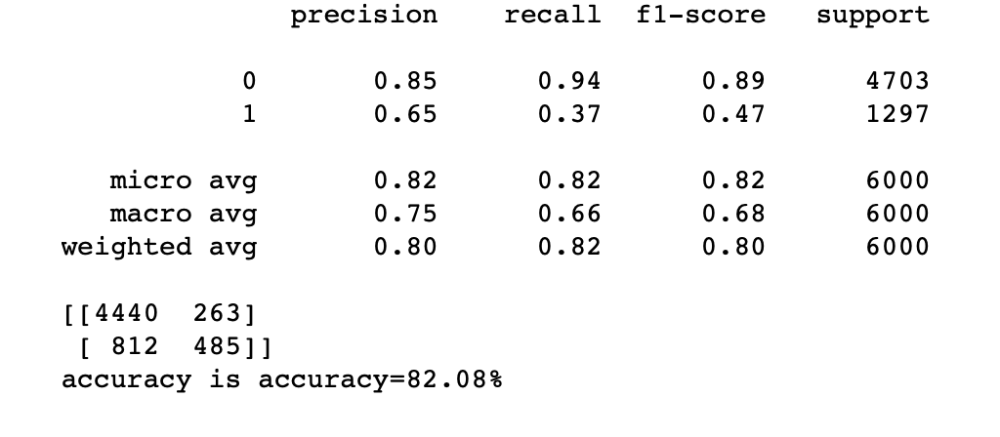 precision recall f1-score support
0 0.85 0.94 0.89 4703
1 0.65 0.37 0.47 1297
micro avg 0.82 0.82 0.82 6000
macro avg 0.75 0.66 0.68 6000
weighted avg 0.80 0.82 0.80 6000
[[4440 263]
[ 812 485]]
accuracy is accuracy=82.08%